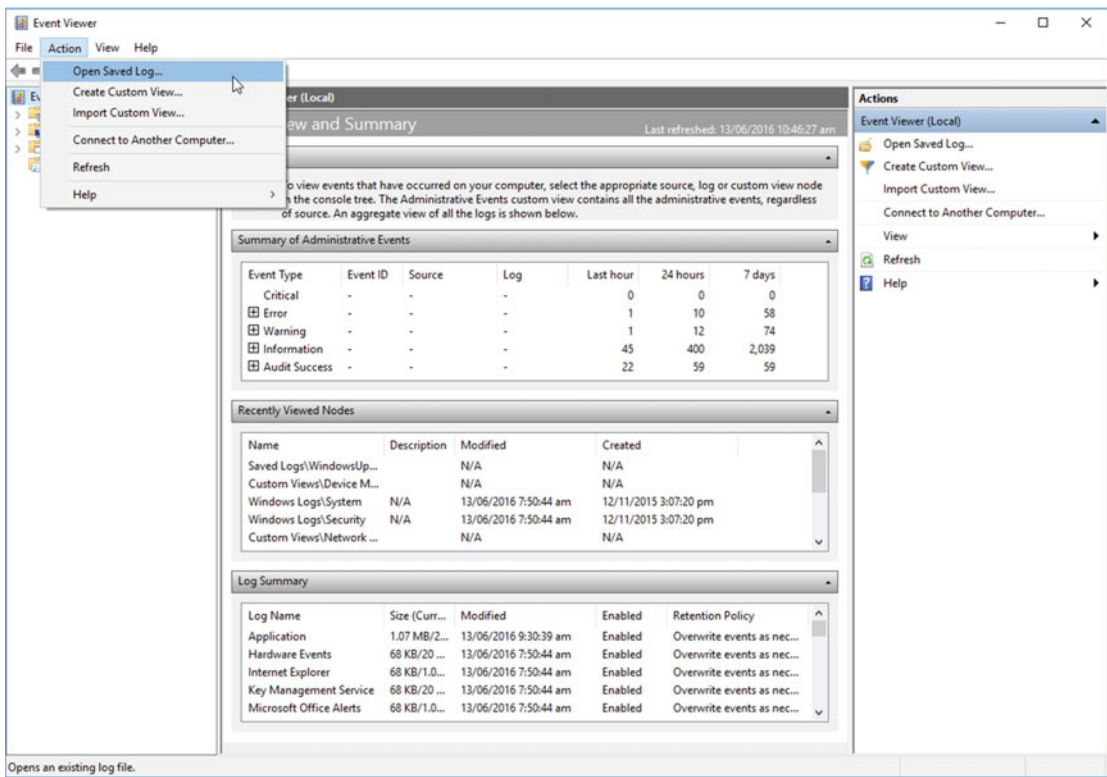 Event Viewer
File Action View Help
Open Saved Log...
Create Custom View...
Import Custom View...
Connect to Another Computer...
Refresh
Help
Ev
er (Local)
ew and Summary
Last refreshed: 13/06/2016 10:46:27 am
o view events that have occurred on your computer, select the appropriate source, log or custom view node
n the console tree. The Administrative Events custom view contains all the administrative events, regardless
of source. An aggregate view of all the logs is shown below.
Summary of Administrative Events
Event Type Event ID Source Log Last hour 24 hours 7 days
Critical - - - 0 0 0
Error - - - 1 10 58
Warning - - - 1 12 74
Information - - - 45 400 2,039
Audit Success - - - 22 59 59
Recently Viewed Nodes
Name Description Modified Created
Saved Logs\WindowsUp... N/A N/A
Custom Views\Device M... N/A N/A
Windows Logs\System N/A 13/06/2016 7:50:44 am 12/11/2015 3:07:20 pm
Windows Logs\Security N/A 13/06/2016 7:50:44 am 12/11/2015 3:07:20 pm
Custom Views\Network ... N/A N/A
Log Summary
Log Name Size (Curr... Modified Enabled Retention Policy
Application 1.07 MB/2... 13/06/2016 9:30:39 am Enabled Overwrite events as nec...
Hardware Events 68 KB/20 ... 13/06/2016 7:50:44 am Enabled Overwrite events as nec...
Internet Explorer 68 KB/1.0... 13/06/2016 7:50:44 am Enabled Overwrite events as nec...
Key Management Service 68 KB/20 ... 13/06/2016 7:50:44 am Enabled Overwrite events as nec...
Microsoft Office Alerts 68 KB/1.0... 13/06/2016 7:50:44 am Enabled Overwrite events as nec...
Actions
Event Viewer (Local)
Open Saved Log...
Create Custom View...
Import Custom View...
Connect to Another Computer...
View
Refresh
Help
Opens an existing log file.